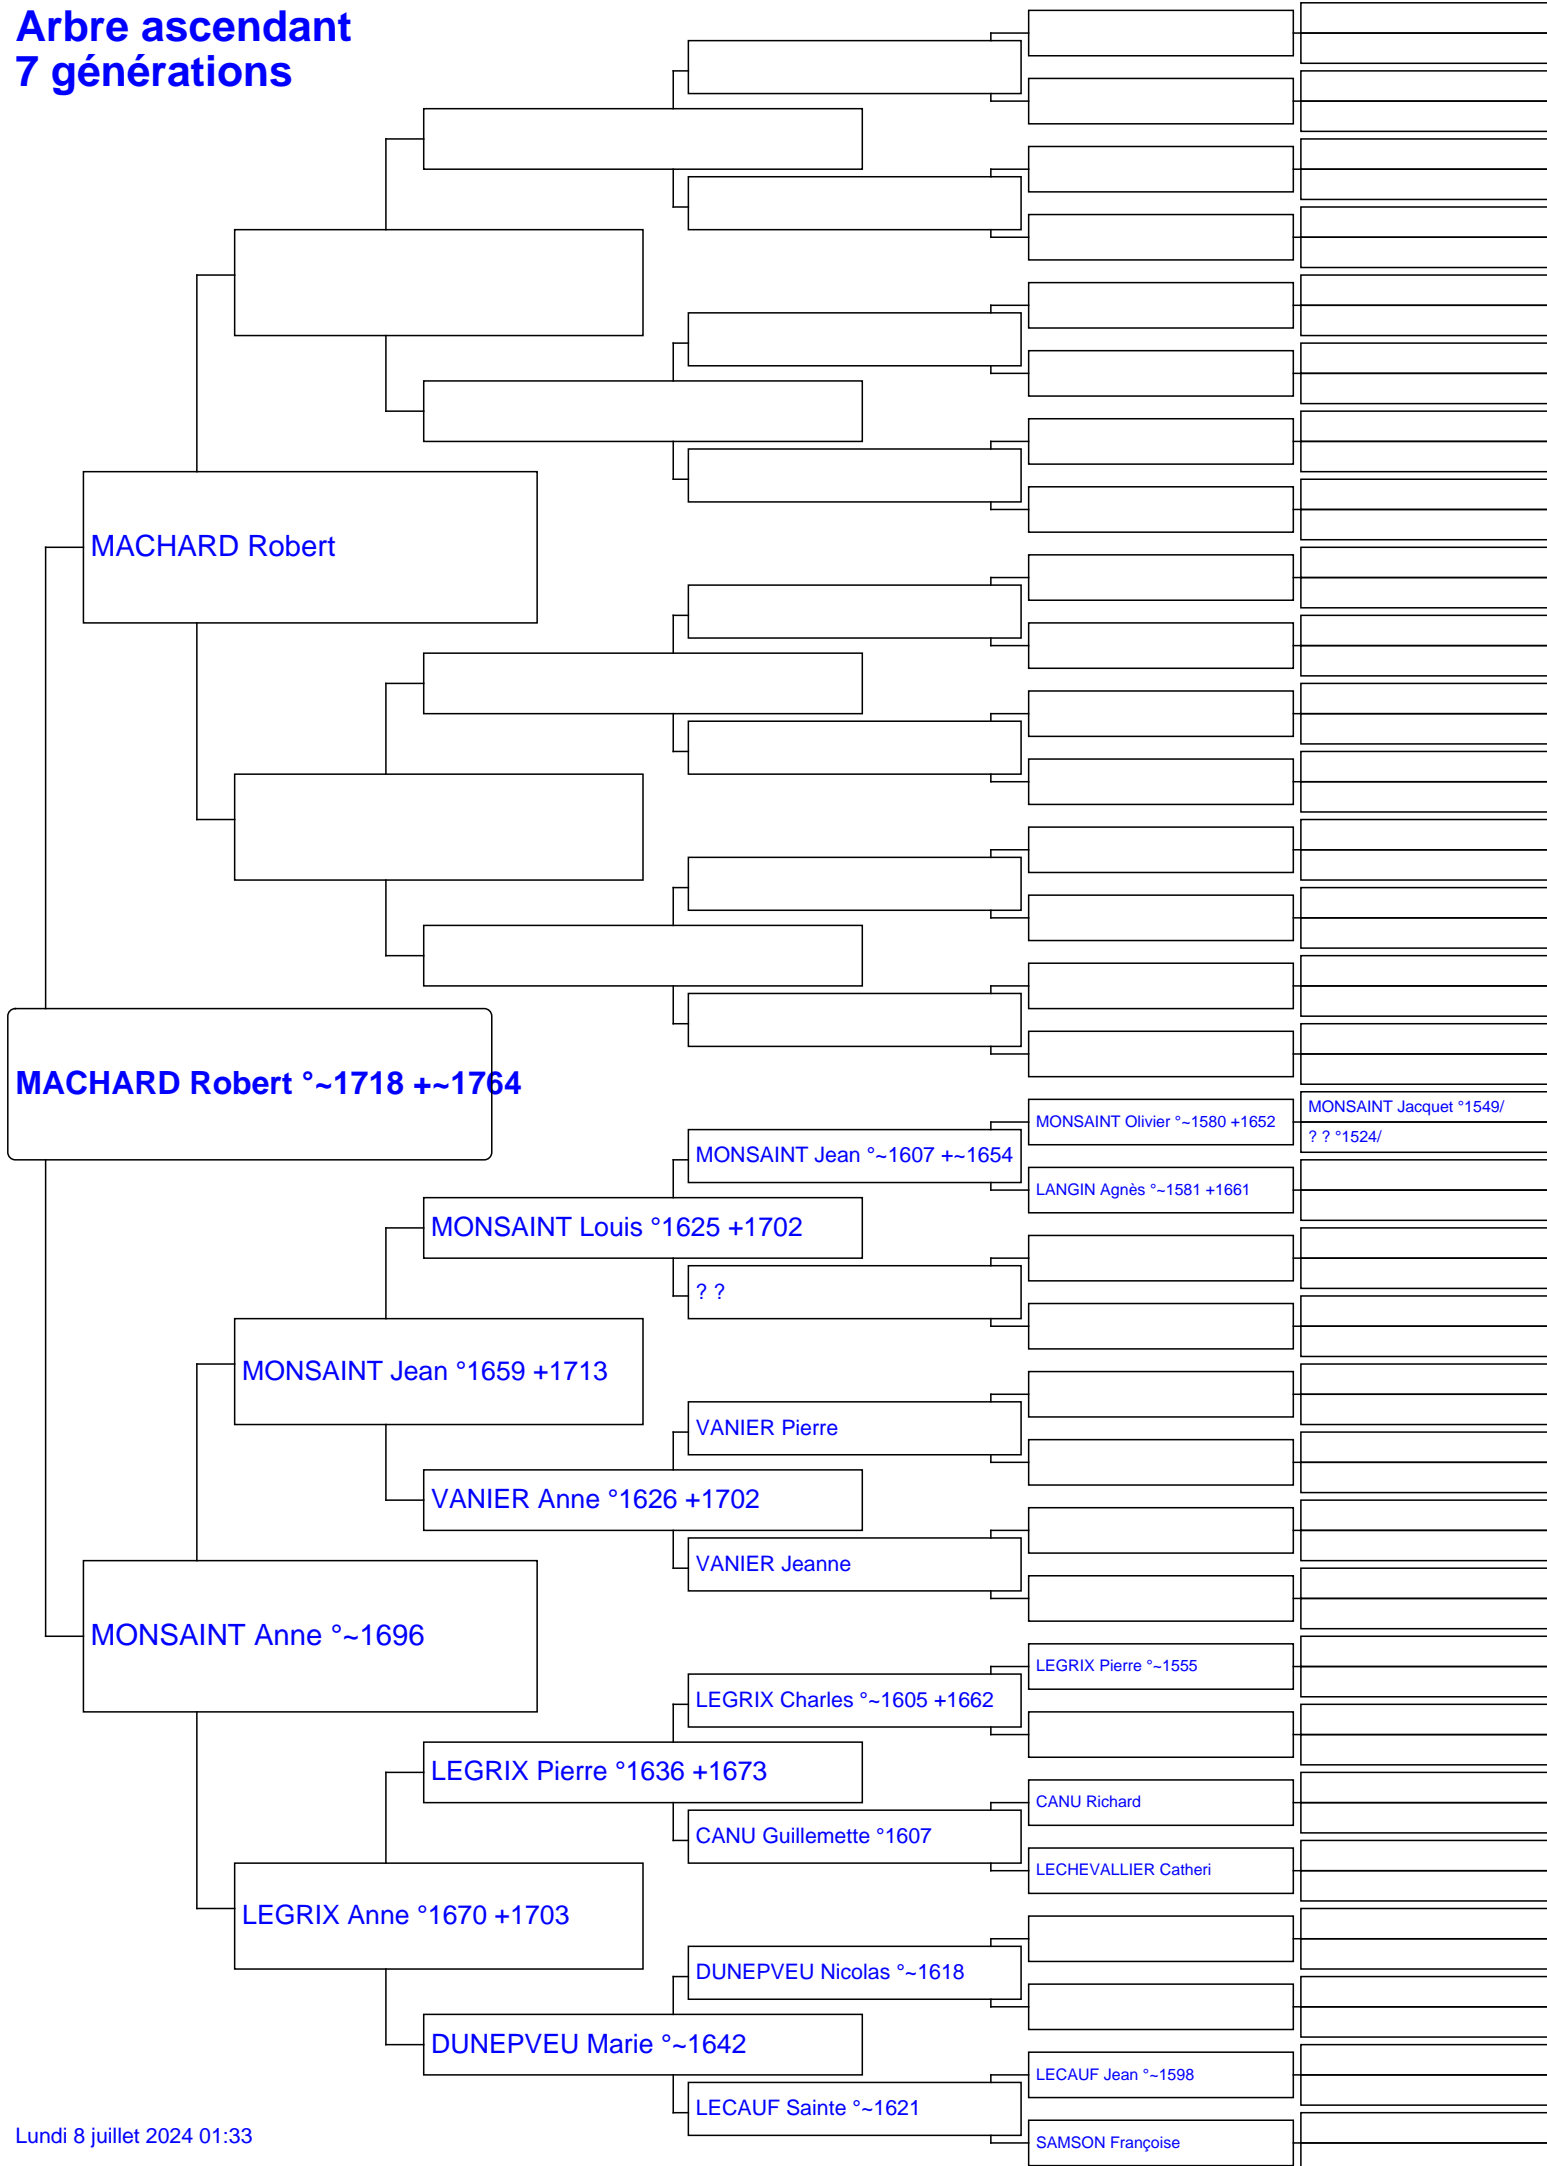 Arbre ascendant
7 générations
MACHARD Robert
MACHARD Robert °~1718 +~1764
MONSAINT Jacquet °1549/
MONSAINT Olivier °~1580 +1652
? ? °1524/
MONSAINT Jean °~1607 +~1654
LANGIN Agnès °~1581 +1661
MONSAINT Louis °1625 +1702
? ?
MONSAINT Jean °1659 +1713
VANIER Pierre
VANIER Anne °1626 +1702
VANIER Jeanne
MONSAINT Anne °~1696
LEGRIX Pierre °~1555
LEGRIX Charles °~1605 +1662
LEGRIX Pierre °1636 +1673
CANU Richard
CANU Guillemette °1607
LECHEVALLIER Catheri
LEGRIX Anne °1670 +1703
DUNEPVEU Nicolas °~1618
DUNEPVEU Marie °~1642
LECAUF Jean °~1598
LECAUF Sainte °~1621
SAMSON Françoise
Lundi 8 juillet 2024 01:33